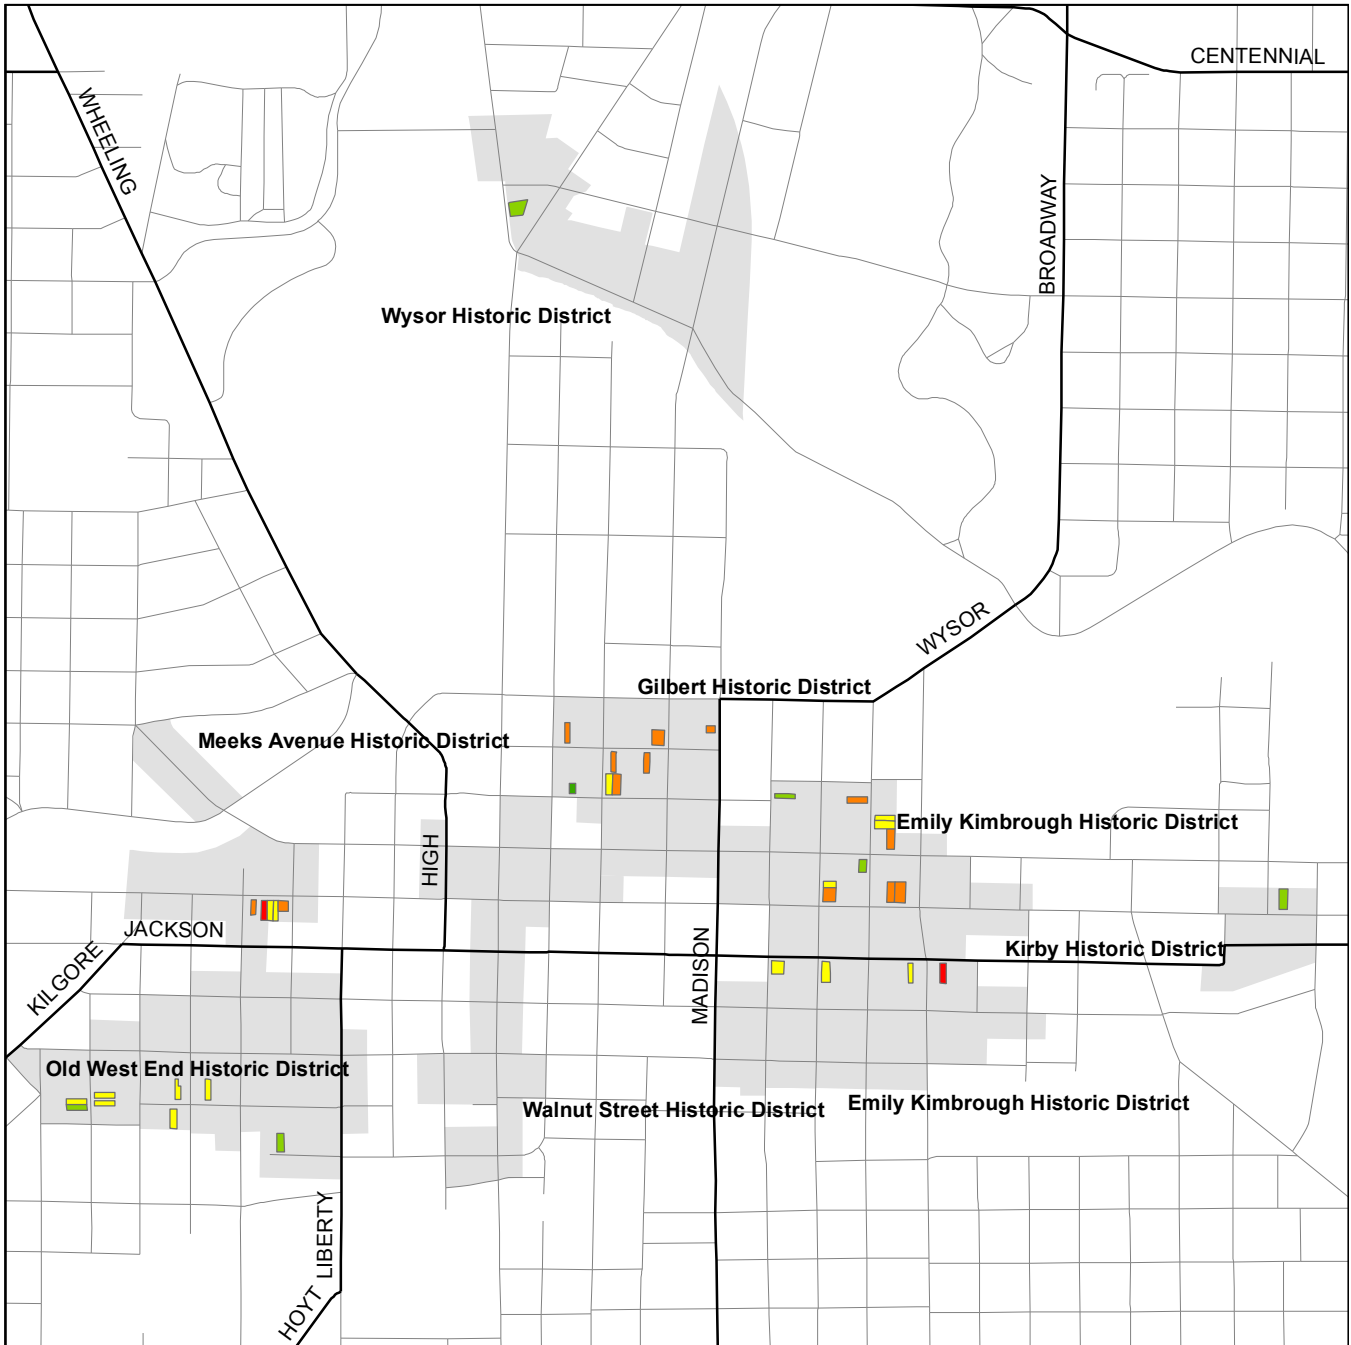 CENTENNIAL
WHEELING
BROADWAY
Wysor Historic District
WYSOR
Gilbert Historic District
Meeks Avenue Historic District
Emily Kimbrough Historic District
HIGH
JACKSON
MADISON
Kirby Historic District
KILGORE
Old West End Historic District
Walnut Street Historic District
Emily Kimbrough Historic District
LIBERTY
HOYT